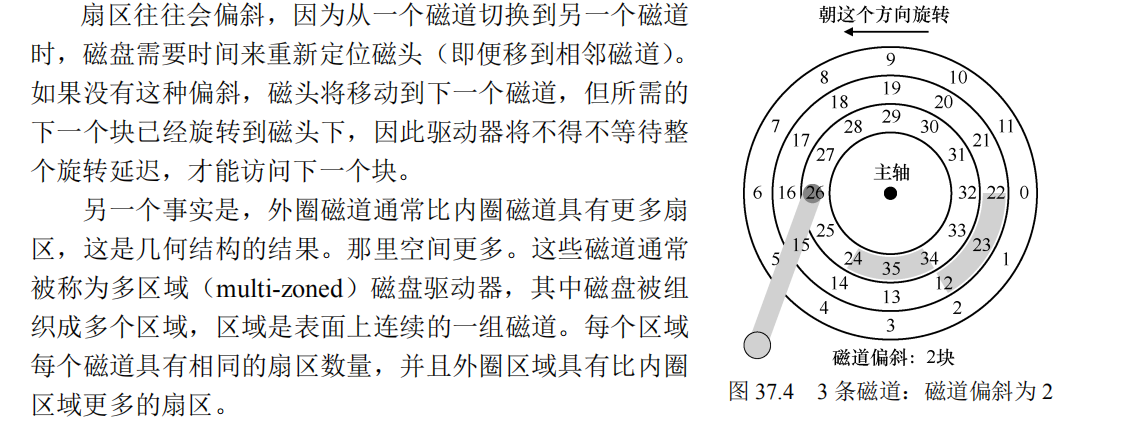 扇区往往会偏斜，因为从一个磁道切换到另一个磁道
时，磁盘需要时间来重新定位磁头（即便移到相邻磁道）。
如果没有这种偏斜，磁头将移动到下一个磁道，但所需的
下一个块已经旋转到磁头下，因此驱动器将不得不等待整
个旋转延迟，才能访问下一个块。
另一个事实是，外圈磁道通常比内圈磁道具有更多扇
区，这是几何结构的结果。那里空间更多。这些磁道通常
被称为多区域（multi-zoned）磁盘驱动器，其中磁盘被组
织成多个区域，区域是表面上连续的一组磁道。每个区域
每个磁道具有相同的扇区数量，并且外圈区域具有比内圈
区域更多的扇区。
朝这个方向旋转
9
8
10
19
18
20
7
29
11
28
30
17
21
27
31
主轴
6
16
26
32
22
0
25
33
15
23
5
24
34
1
35
14
12
13
4
2
3
磁道偏斜：2块
图 37.4 3 条磁道：磁道偏斜为 2